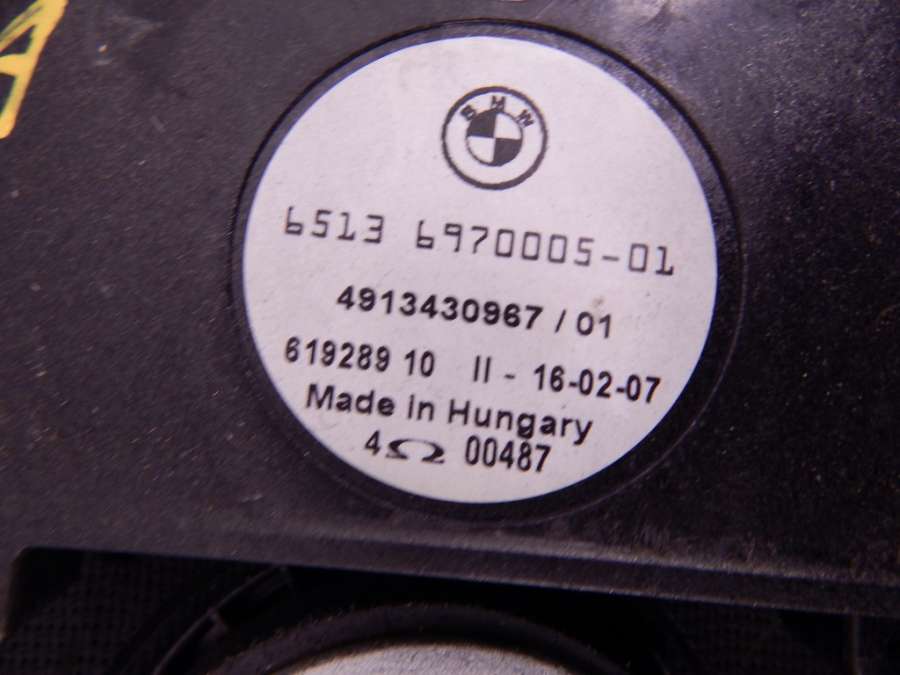 A
BMW
6513 6970005-01
4913430967 / 01
619289 10 II - 16-02-07
Made in Hungary
4Ω 00487